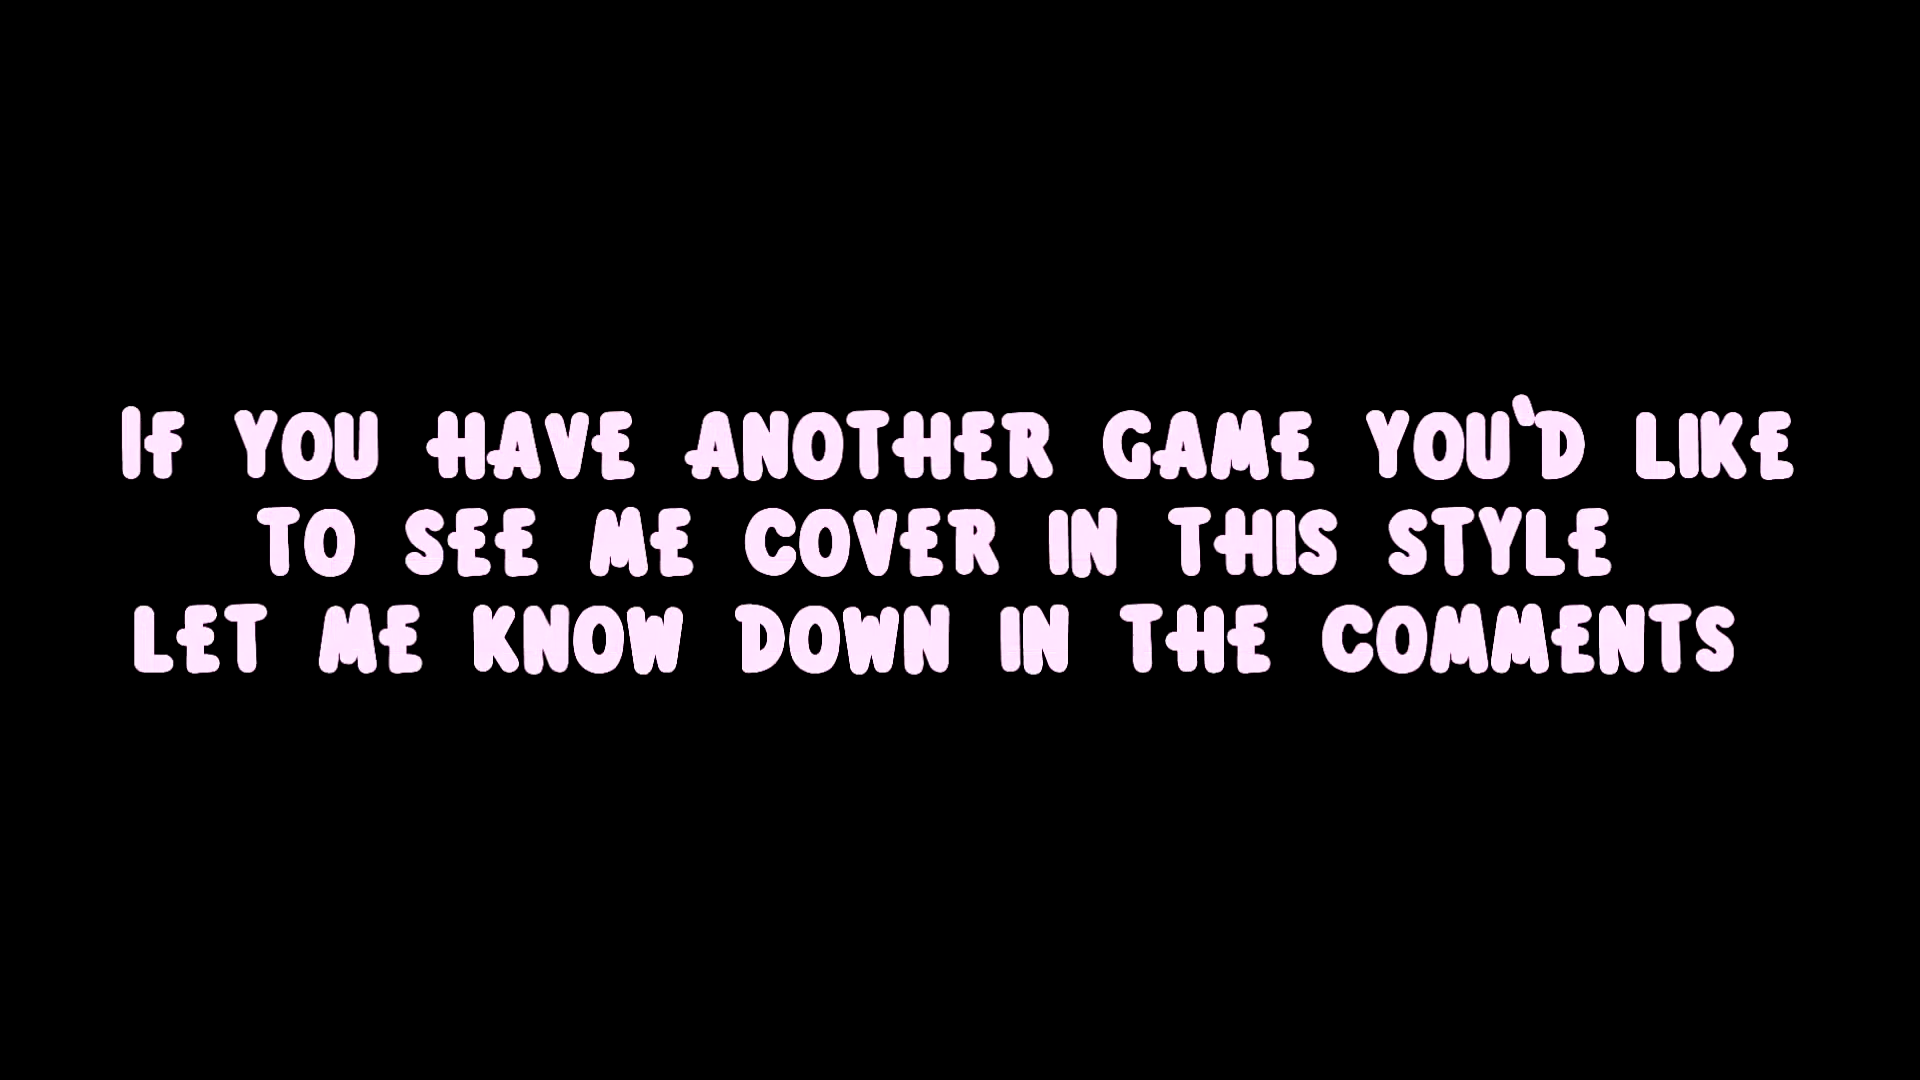 IF YOU HAVE ANOTHER GAME YOU'D LIKE
TO SEE ME COVER IN THIS STYLE
LET ME KNOW DOWN IN THE COMMENTS